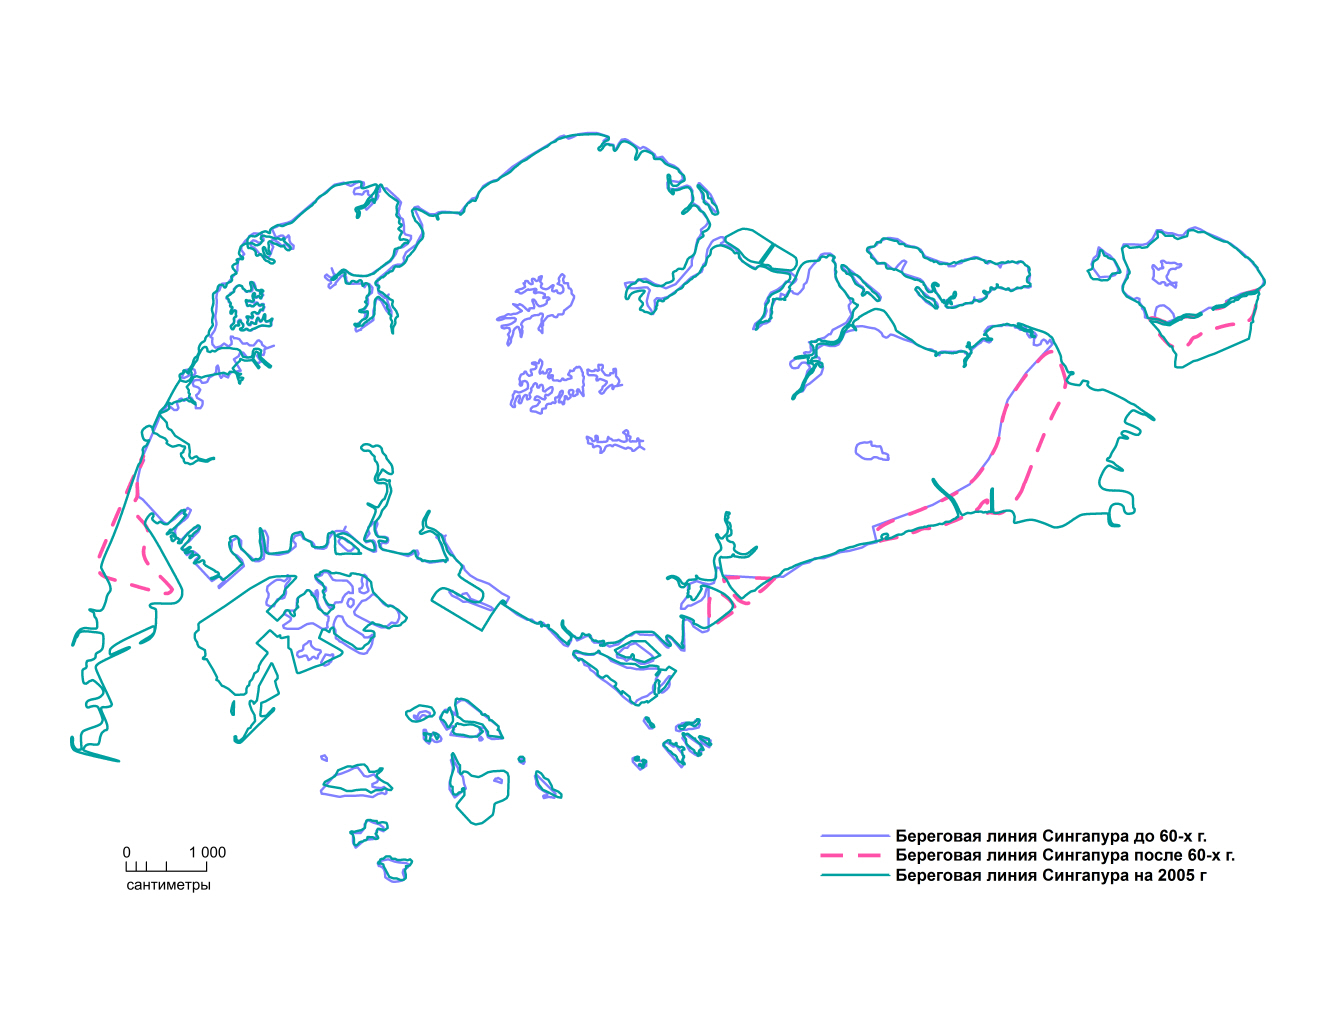 0 1 000
сантиметры
Береговая линия Сингапура до 60-х г.
Береговая линия Сингапура после 60-х г.
Береговая линия Сингапура на 2005 г